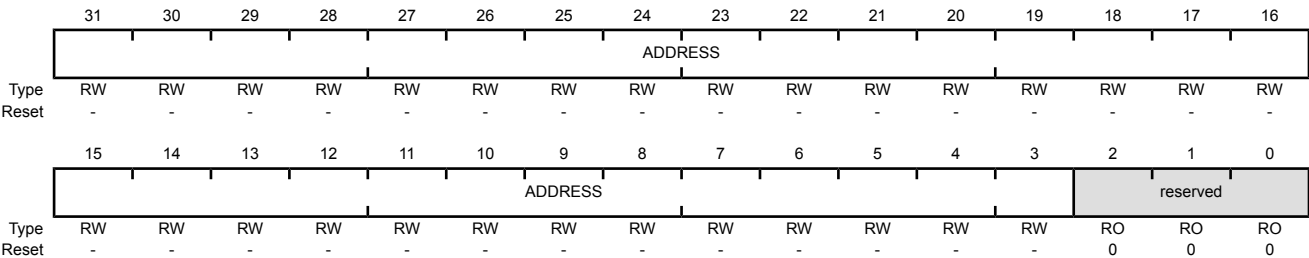 31 30 29 28 27 26 25 24 23 22 21 20 19 18 17 16
ADDRESS
Type RW RW RW RW RW RW RW RW RW RW RW RW RW RW RW RW
Reset - - - - - - - - - - - - - - - -
15 14 13 12 11 10 9 8 7 6 5 4 3 2 1 0
ADDRESS reserved
Type RW RW RW RW RW RW RW RW RW RW RW RW RW RO RO RO
Reset - - - - - - - - - - - - - 0 0 0